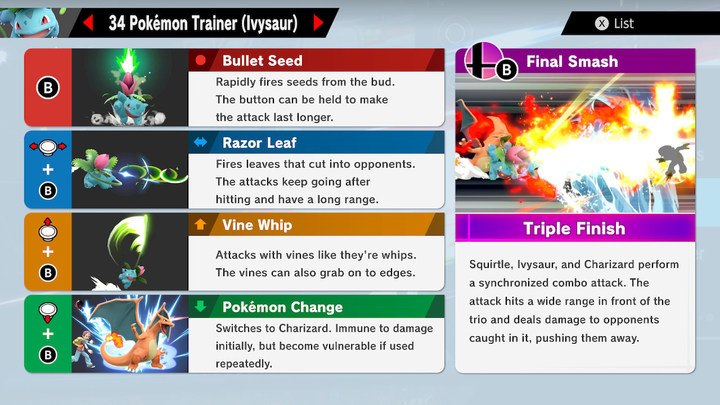 34 Pokémon Trainer (Ivysaur)
X List
B
Bullet Seed
Rapidly fires seeds from the bud.
The button can be held to make
the attack last longer.
+
B
Razor Leaf
Fires leaves that cut into opponents.
The attacks keep going after
hitting and have a long range.
+
B
Vine Whip
Attacks with vines like they're whips.
The vines can also grab on to edges.
+
B
Pokémon Change
Switches to Charizard. Immune to damage
initially, but become vulnerable if used
repeatedly.
B
Final Smash
Triple Finish
Squirtle, Ivysaur, and Charizard perform
a synchronized combo attack. The
attack hits a wide range in front of the
trio and deals damage to opponents
caught in it, pushing them away.